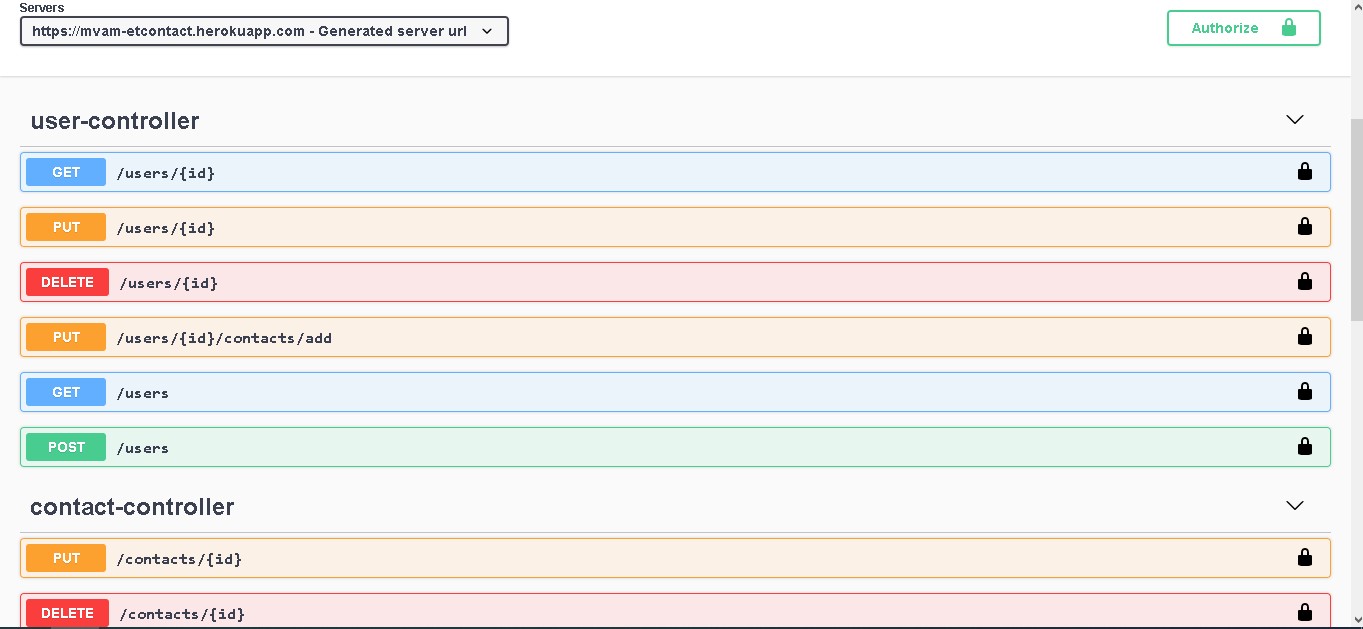 Servers
https://mvam-etcontact.herokuapp.com - Generated server url
Authorize
user-controller
GET /users/{id}
PUT /users/{id}
DELETE /users/{id}
PUT /users/{id}/contacts/add
GET /users
POST /users
contact-controller
PUT /contacts/{id}
DELETE /contacts/{id}